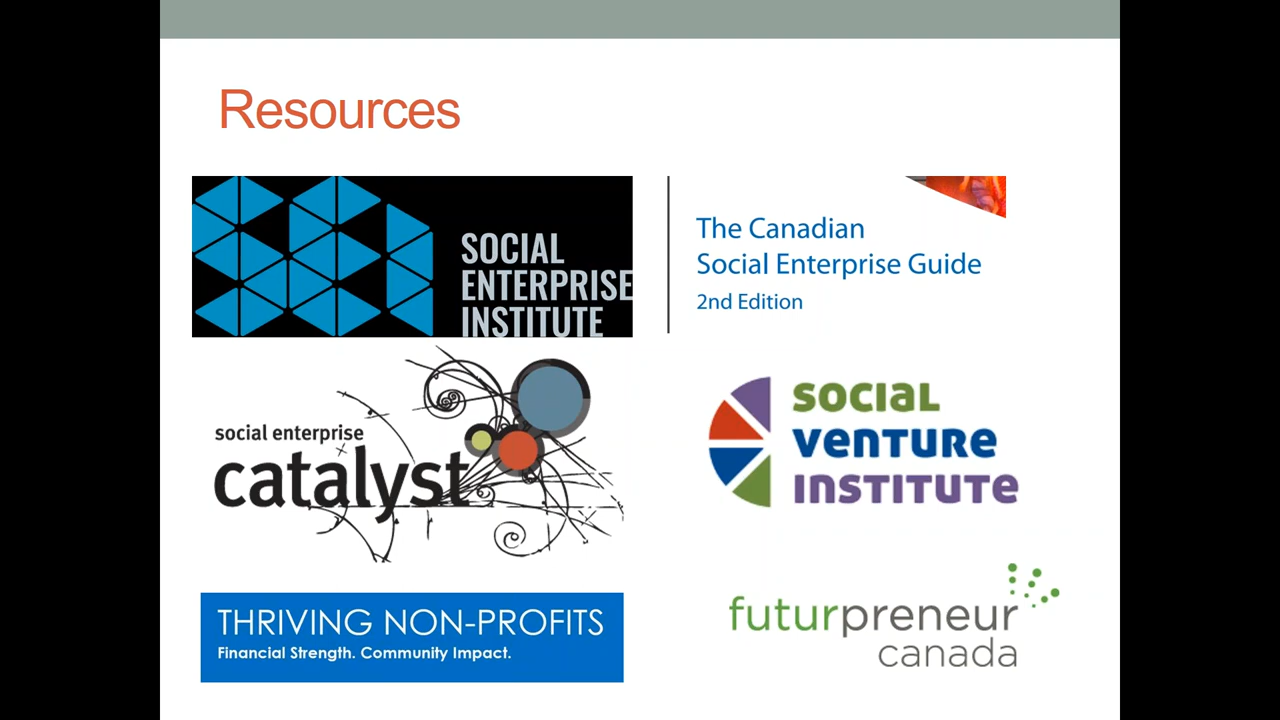 Resources
SOCIAL
ENTERPRISE
INSTITUTE
The Canadian
Social Enterprise Guide
2nd Edition
social enterprise
catalyst
SOCIAL
VENTURE
INSTITUTE
THRIVING NON-PROFITS
Financial Strength. Community Impact.
futurpreneur
canada